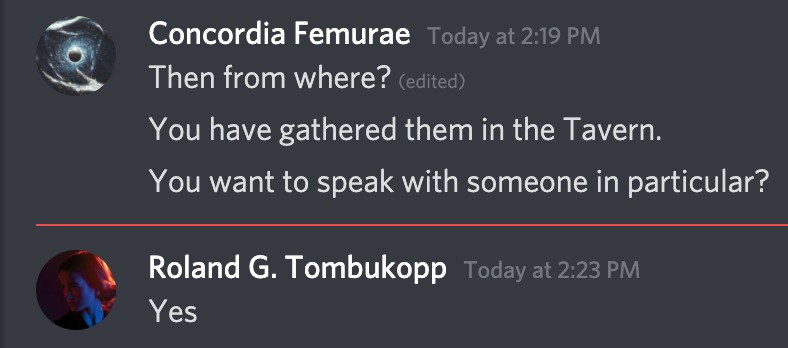 Concordia Femurae Today at 2:19 PM
Then from where? (edited)
You have gathered them in the Tavern.
You want to speak with someone in particular?
Roland G. Tombukopp Today at 2:23 PM
Yes